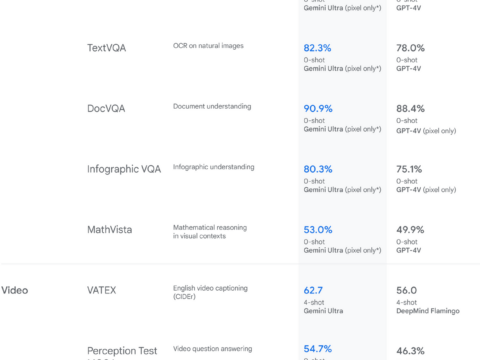 0-shot
Gemini Ultra (pixel only*)
0-shot
GPT-4V
TextVQA
OCR on natural images
82.3%
0-shot
Gemini Ultra (pixel only*)
78.0%
0-shot
GPT-4V
DocVQA
Document understanding
90.9%
0-shot
Gemini Ultra (pixel only*)
88.4%
0-shot
GPT-4V (pixel only)
Infographic VQA
Infographic understanding
80.3%
0-shot
Gemini Ultra (pixel only*)
75.1%
0-shot
GPT-4V (pixel only)
MathVista
Mathematical reasoning
in visual contexts
53.0%
0-shot
Gemini Ultra (pixel only*)
49.9%
0-shot
GPT-4V
Video
VATEX
English video captioning
(CIDEr)
62.7
4-shot
Gemini Ultra
56.0
4-shot
DeepMind Flamingo
Perception Test
Video question answering
54.7%
0-shot
46.3%